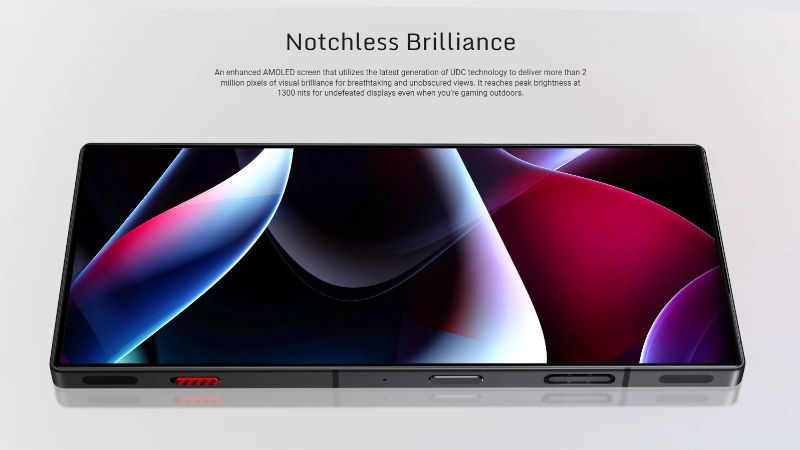 Notchless Brilliance
An enhanced AMOLED screen that utilizes the latest generation of UDC technology to deliver more than 2
million pixels of visual brilliance for breathtaking and unobscured views. It reaches peak brightness at
1300 nits for undefeated displays even when you're gaming outdoors.